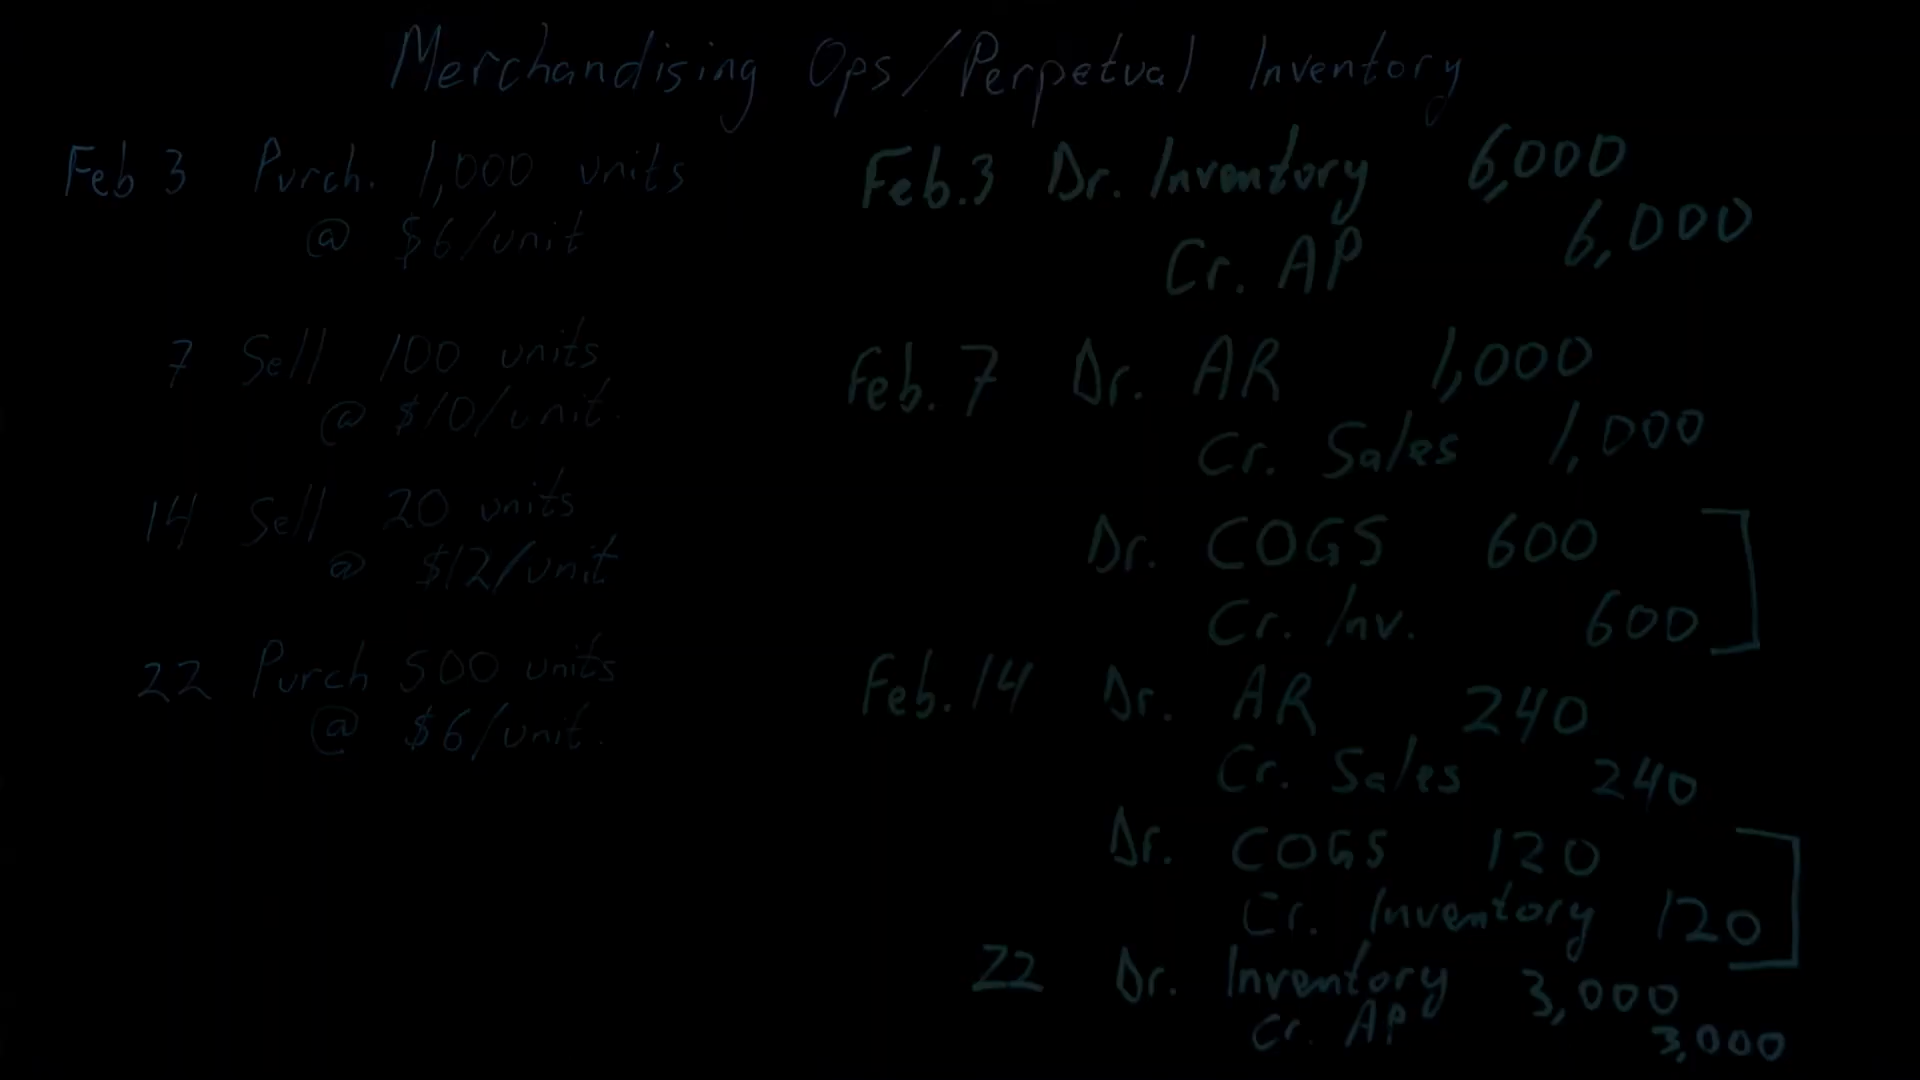 Merchandising Ops/Perpetual Inventory
Feb 3 Purch. 1,000 units
@ $6/unit
7 Sell 100 units
@ $10/unit.
14 Sell 20 units
@ $12/unit
22 Purch 500 units
@ $6/unit.
Feb.3 Dr. Inventory 6,000
Cr. AP 6,000
Feb. 7 Dr. AR 1,000
Cr. Sales 1,000
Dr. COGS 600
Cr. Inv. 600
Feb. 14 Dr. AR 240
Cr. Sales 240
Dr. COGS 120
Cr. Inventory 120
22 Dr. Inventory 3,000
Cr. AP 3,000